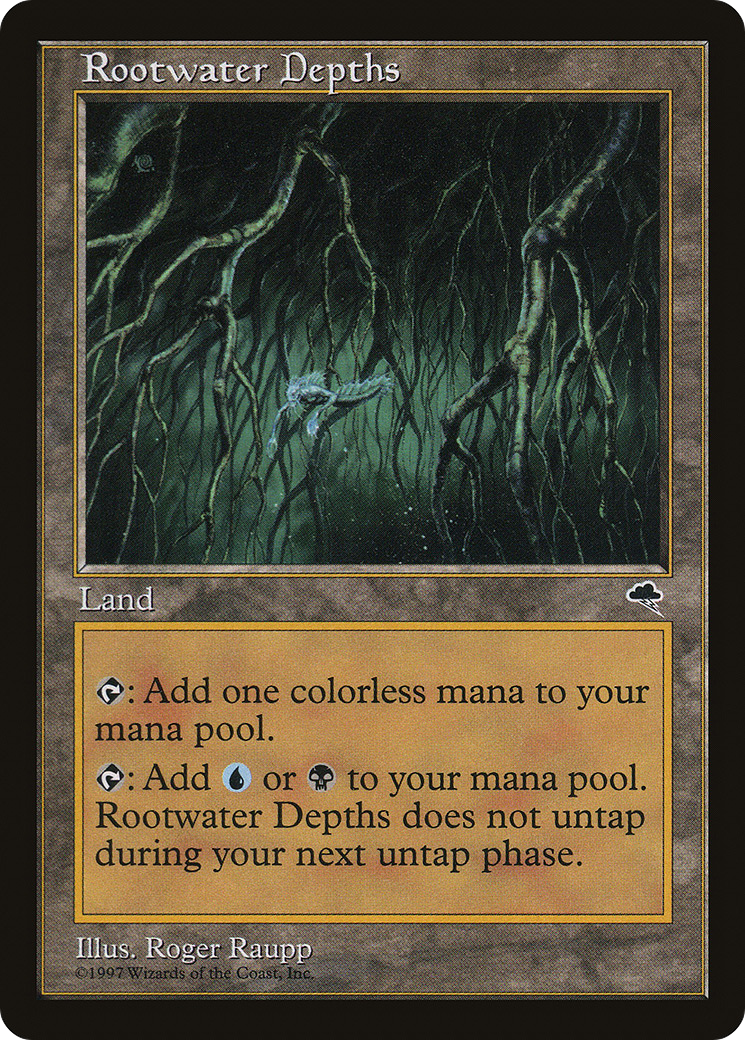 Rootwater Depths
Land
: Add one colorless mana to your
mana pool.
: Add or to your mana pool.
Rootwater Depths does not untap
during your next untap phase.
Illus. Roger Raupp
©1997 Wizards of the Coast, Inc.